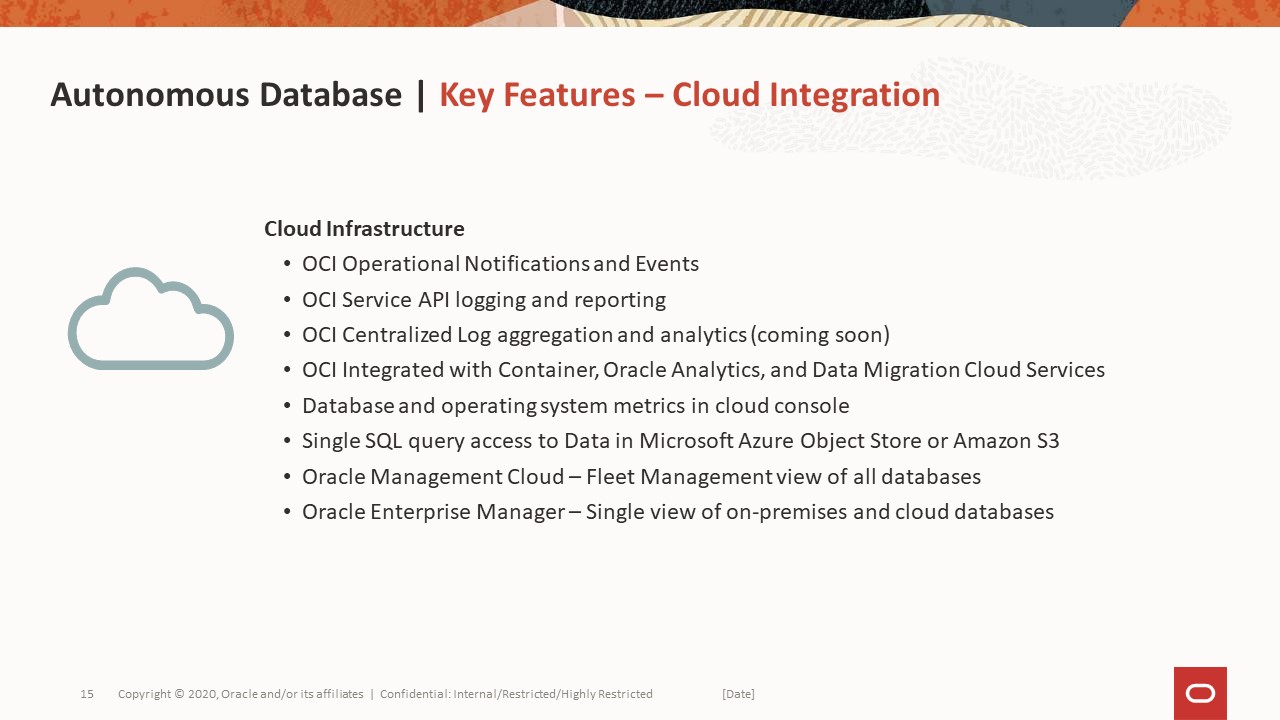 Autonomous Database | Key Features – Cloud Integration
Cloud Infrastructure
• OCI Operational Notifications and Events
• OCI Service API logging and reporting
• OCI Centralized Log aggregation and analytics (coming soon)
• OCI Integrated with Container, Oracle Analytics, and Data Migration Cloud Services
• Database and operating system metrics in cloud console
• Single SQL query access to Data in Microsoft Azure Object Store or Amazon S3
• Oracle Management Cloud – Fleet Management view of all databases
• Oracle Enterprise Manager – Single view of on-premises and cloud databases
15 Copyright © 2020, Oracle and/or its affiliates | Confidential: Internal/Restricted/Highly Restricted [Date]